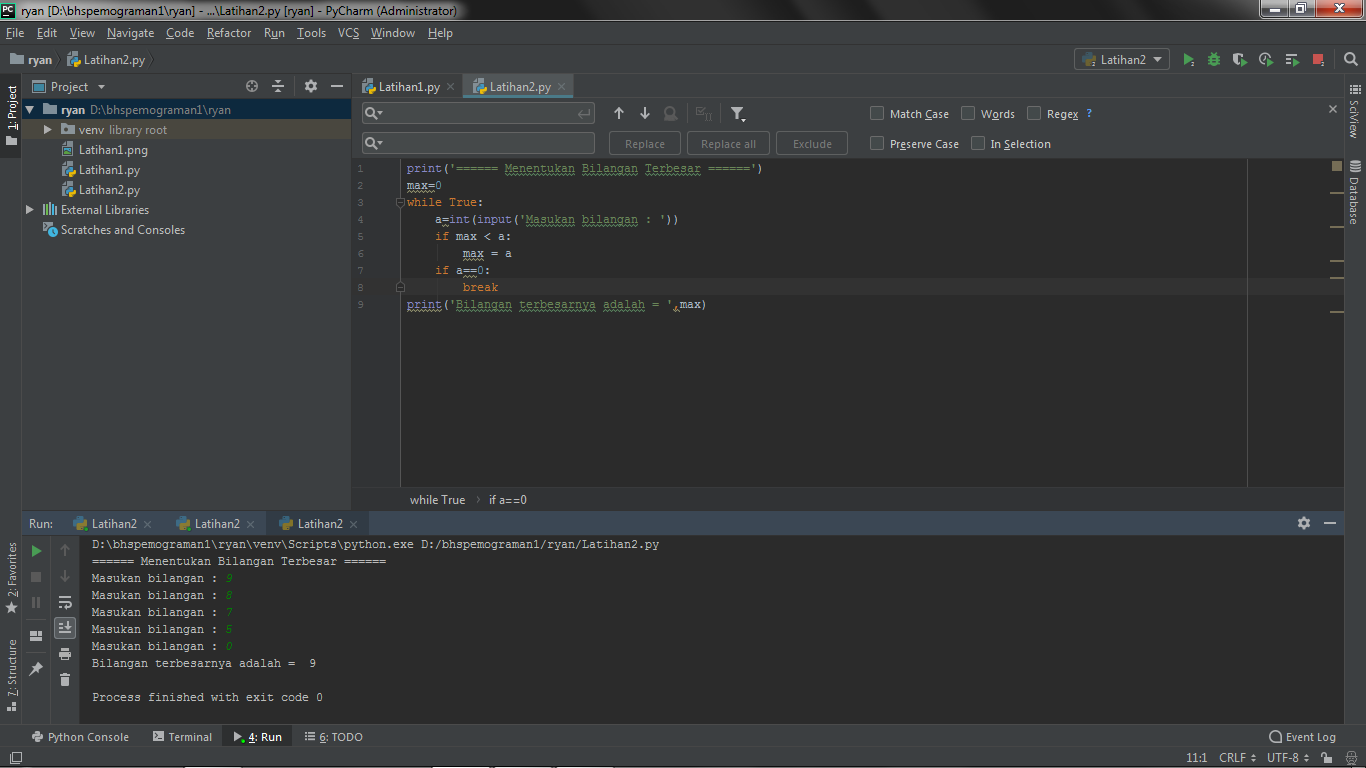 ryan [D:\bhspemograman1\ryan] - ...\Latihan2.py [ryan] - PyCharm (Administrator)
File Edit View Navigate Code Refactor Run Tools VCS Window Help
ryan Latihan2.py Latihan2
Project
Latihan1.py Latihan2.py
1: Project
ryan D:\bhspemograman1\ryan
venv library root
Latihan1.png
Latihan1.py
Latihan2.py
External Libraries
Scratches and Consoles
Match Case Words Regex ?
Replace Replace all Exclude Preserve Case In Selection
1 print('====== Menentukan Bilangan Terbesar ======')
2 max=0
3 while True:
4 a=int(input('Masukan bilangan : '))
5 if max < a:
6 max = a
7 if a==0:
8 break
9 print('Bilangan terbesarnya adalah = ',max)
while True if a==0
SciView
Database
Run: Latihan2 Latihan2 Latihan2
D:\bhspemograman1\ryan\venv\Scripts\python.exe D:/bhspemograman1/ryan/Latihan2.py
====== Menentukan Bilangan Terbesar ======
Masukan bilangan : 9
Masukan bilangan : 8
Masukan bilangan : 7
Masukan bilangan : 5
Masukan bilangan : 0
Bilangan terbesarnya adalah =  9
Process finished with exit code 0
2: Favorites
7: Structure
Python Console Terminal 4: Run 6: TODO Event Log
11:1 CRLF UTF-8